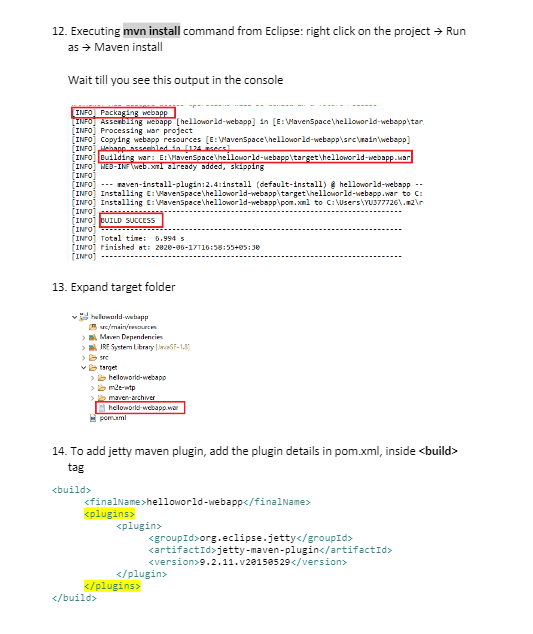 12. Executing mvn install command from Eclipse: right click on the project → Run
as → Maven install
Wait till you see this output in the console
[INFO] Packaging webapp
[INFO] Assembling webapp [helloworld-webapp] in [E:\MavenSpace\helloworld-webapp\tar
[INFO] Processing war project
[INFO] Copying webapp resources [E:\MavenSpace\helloworld-webapp\src\main\webapp]
[INFO] Webapp assembled in [124 msecs]
[INFO] Building war: E:\MavenSpace\helloworld-webapp\target\helloworld-webapp.war
[INFO] WEB-INF\web.xml already added, skipping
[INFO]
[INFO] --- maven-install-plugin:2.4:install (default-install) @ helloworld-webapp --
[INFO] Installing E:\MavenSpace\helloworld-webapp\target\helloworld-webapp.war to C:
[INFO] Installing E:\MavenSpace\helloworld-webapp\pom.xml to C:\Users\YU377726\.m2\r
[INFO] ------------------------------------------------------------------------
[INFO] BUILD SUCCESS
[INFO] ------------------------------------------------------------------------
[INFO] Total time: 6.994 s
[INFO] Finished at: 2020-06-17T16:58:55+05:30
[INFO] ------------------------------------------------------------------------
13. Expand target folder
helloworld-webapp
src/main/resources
Maven Dependencies
JRE System Library [JavaSE-1.8]
src
target
helloworld-webapp
m2e-wtp
maven-archiver
helloworld-webapp.war
pom.xml
14. To add jetty maven plugin, add the plugin details in pom.xml, inside <build>
tag
<build>
<finalName>helloworld-webapp</finalName>
<plugins>
<plugin>
<groupId>org.eclipse.jetty</groupId>
<artifactId>jetty-maven-plugin</artifactId>
<version>9.2.11.v20150529</version>
</plugin>
</plugins>
</build>